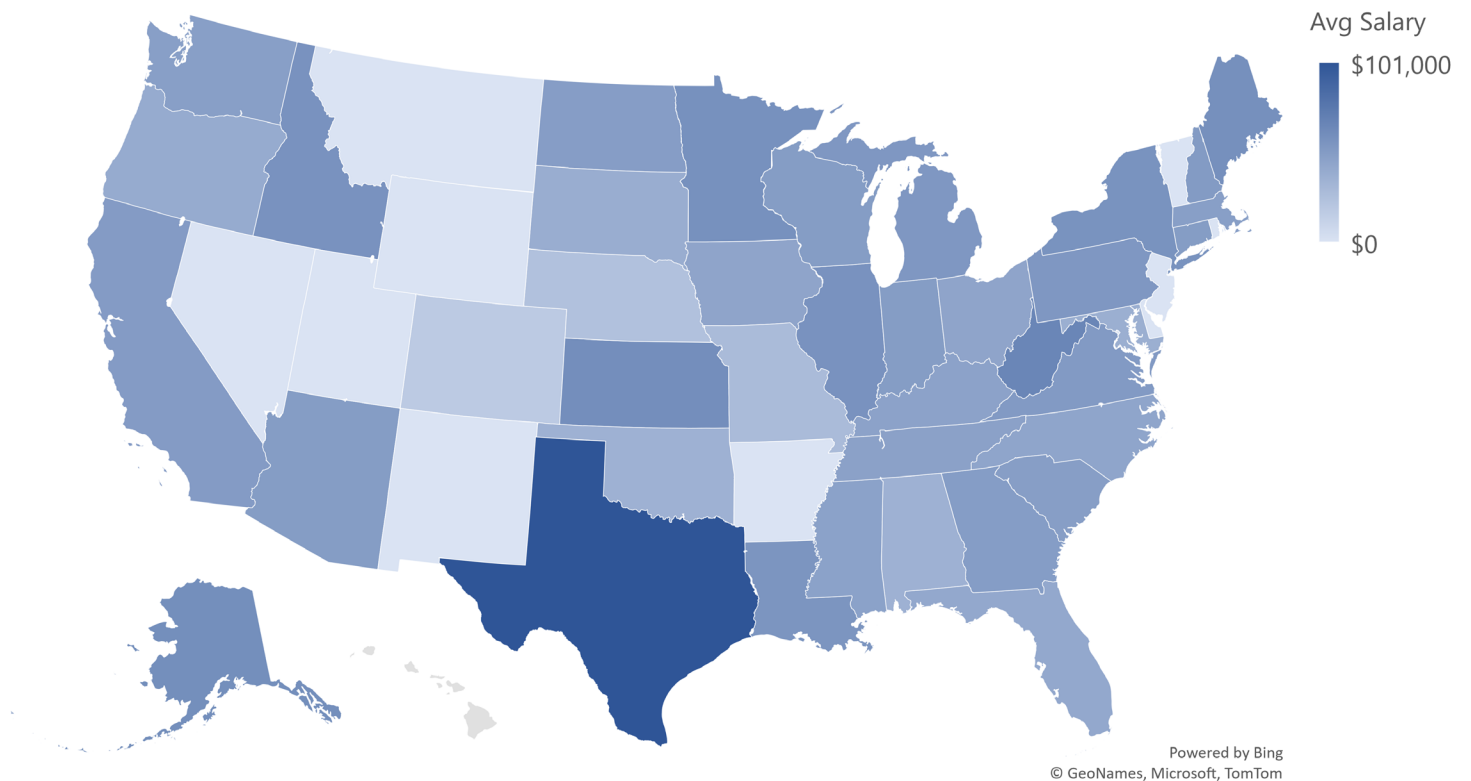 Avg Salary
$101,000
$0
Powered by Bing
© GeoNames, Microsoft, TomTom